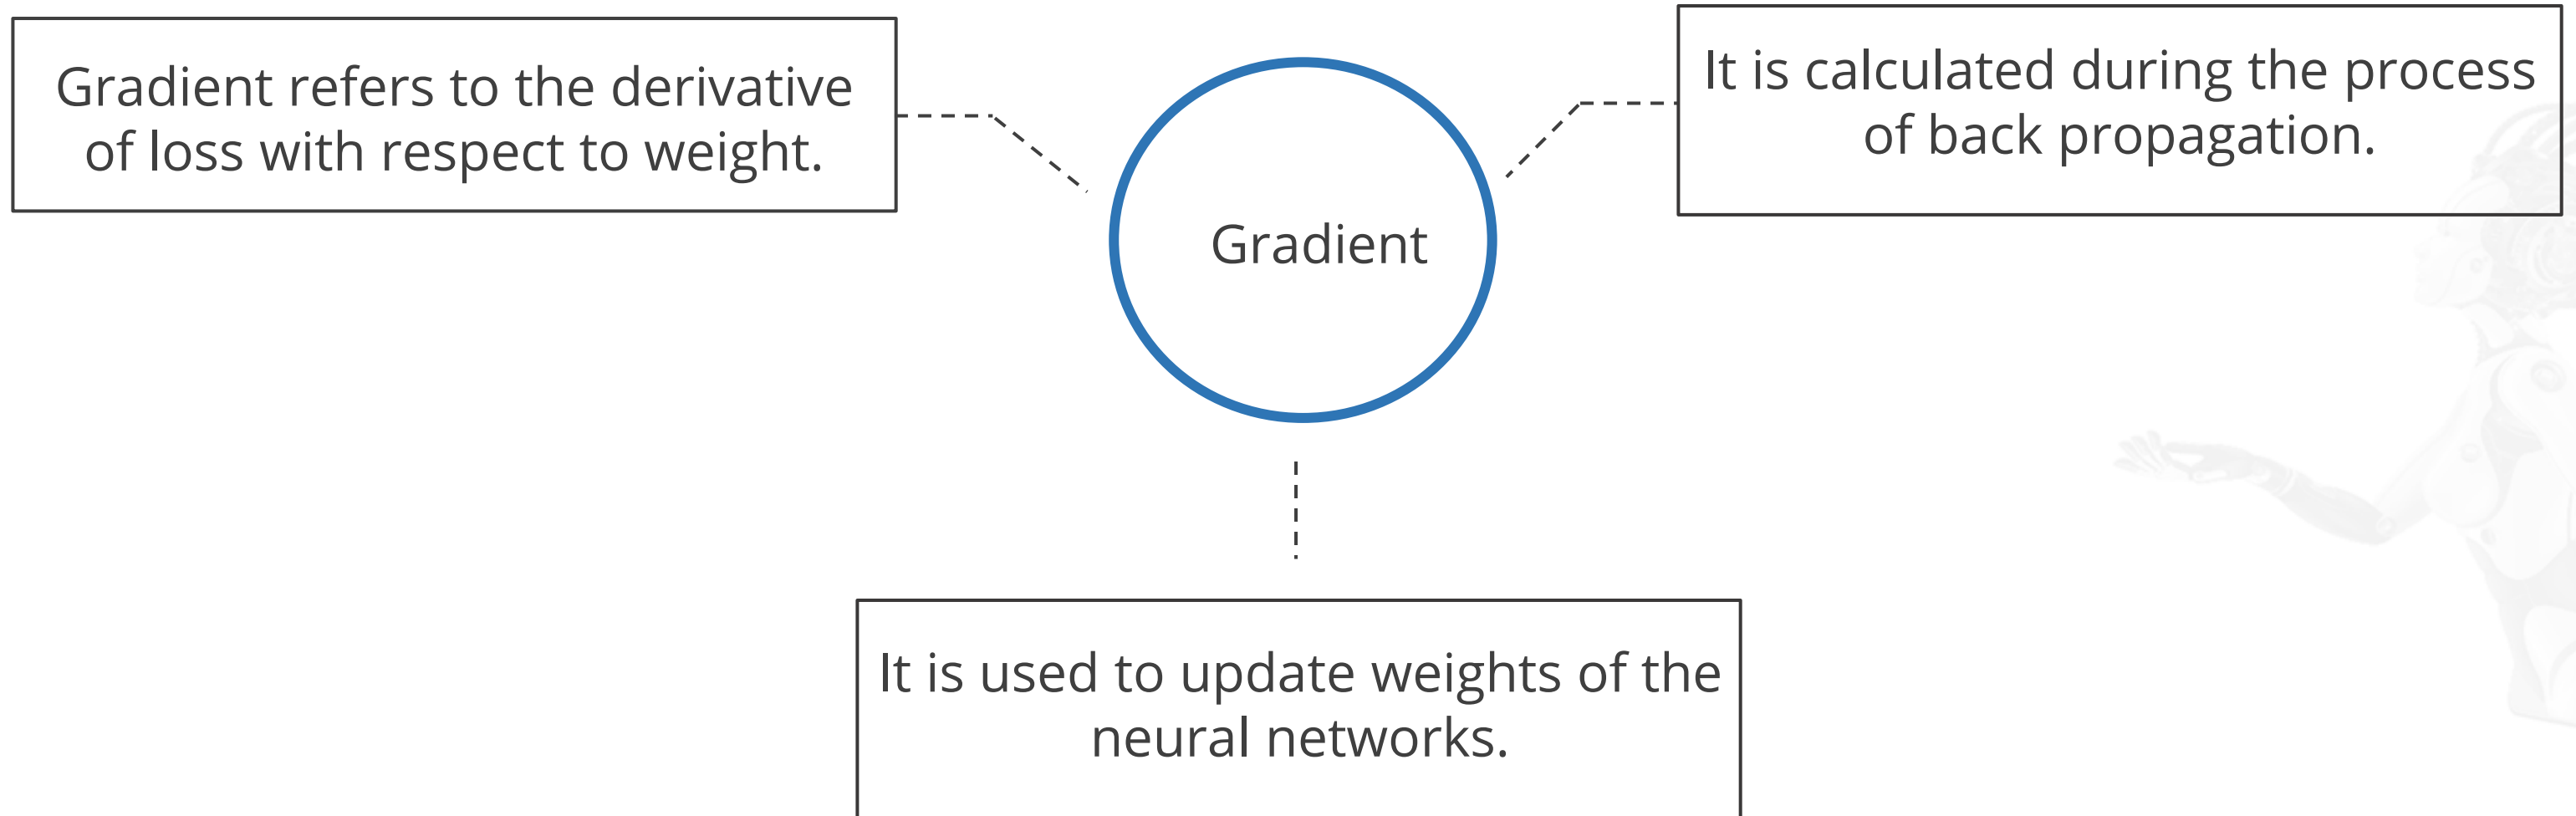 Gradient refers to the derivative
of loss with respect to weight.
It is calculated during the process
of back propagation.
Gradient
It is used to update weights of the
neural networks.